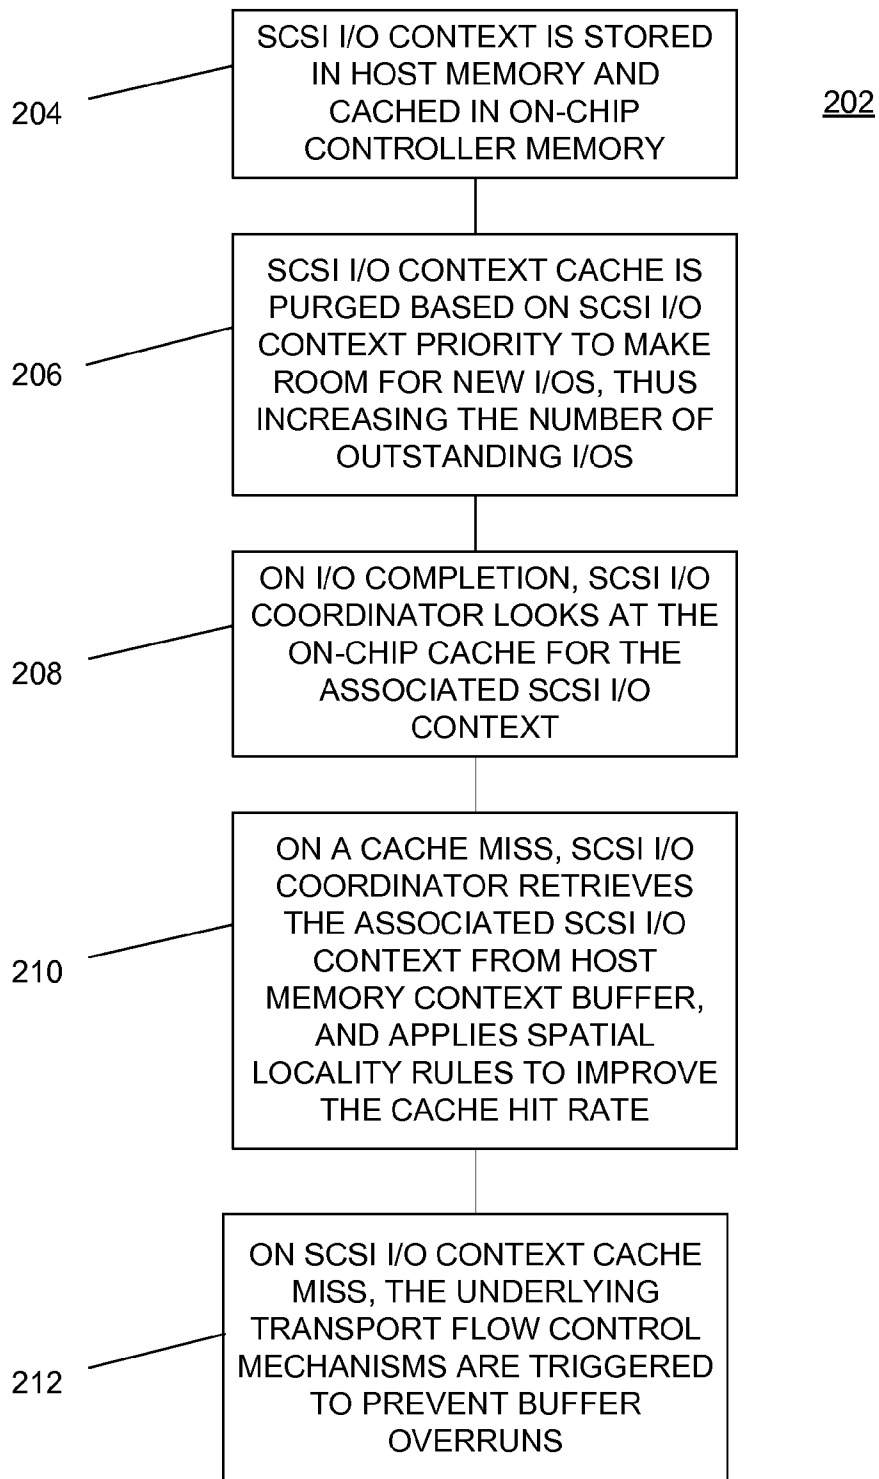 SCSI I/O CONTEXT IS STORED
IN HOST MEMORY AND
CACHED IN ON-CHIP
CONTROLLER MEMORY
204
202
SCSI I/O CONTEXT CACHE IS
PURGED BASED ON SCSI I/O
CONTEXT PRIORITY TO MAKE
ROOM FOR NEW I/OS, THUS
INCREASING THE NUMBER OF
OUTSTANDING I/OS
206
ON I/O COMPLETION, SCSI I/O
COORDINATOR LOOKS AT THE
ON-CHIP CACHE FOR THE
ASSOCIATED SCSI I/O
CONTEXT
208
ON A CACHE MISS, SCSI I/O
COORDINATOR RETRIEVES
THE ASSOCIATED SCSI I/O
CONTEXT FROM HOST
MEMORY CONTEXT BUFFER,
AND APPLIES SPATIAL
LOCALITY RULES TO IMPROVE
THE CACHE HIT RATE
210
ON SCSI I/O CONTEXT CACHE
MISS, THE UNDERLYING
TRANSPORT FLOW CONTROL
MECHANISMS ARE TRIGGERED
TO PREVENT BUFFER
OVERRUNS
212